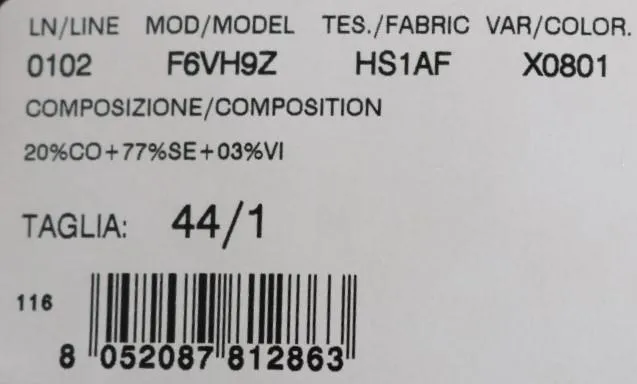 LN/LINE MOD/MODEL TES./FABRIC VAR/COLOR.
0102 F6VH9Z HS1AF X0801
COMPOSIZIONE/COMPOSITION
20%CO+77%SE+03%VI
TAGLIA: 44/1
116
8 052087 812863